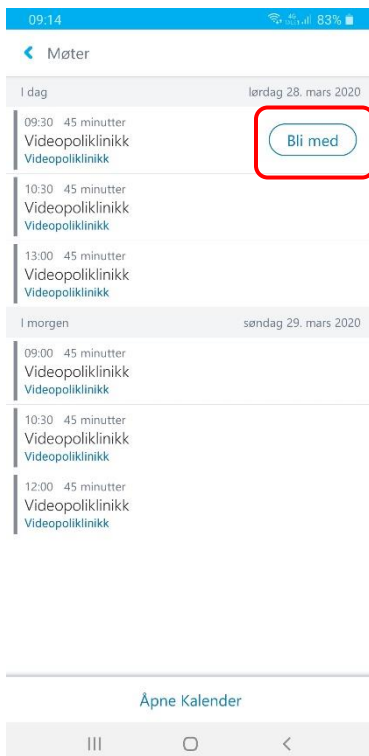 09:14 83%
Møter
I dag lørdag 28. mars 2020
09:30 45 minutter
Videopoliklinikk
Videopoliklinikk
Bli med
10:30 45 minutter
Videopoliklinikk
Videopoliklinikk
13:00 45 minutter
Videopoliklinikk
Videopoliklinikk
I morgen søndag 29. mars 2020
09:00 45 minutter
Videopoliklinikk
Videopoliklinikk
10:30 45 minutter
Videopoliklinikk
Videopoliklinikk
12:00 45 minutter
Videopoliklinikk
Videopoliklinikk
Åpne Kalender